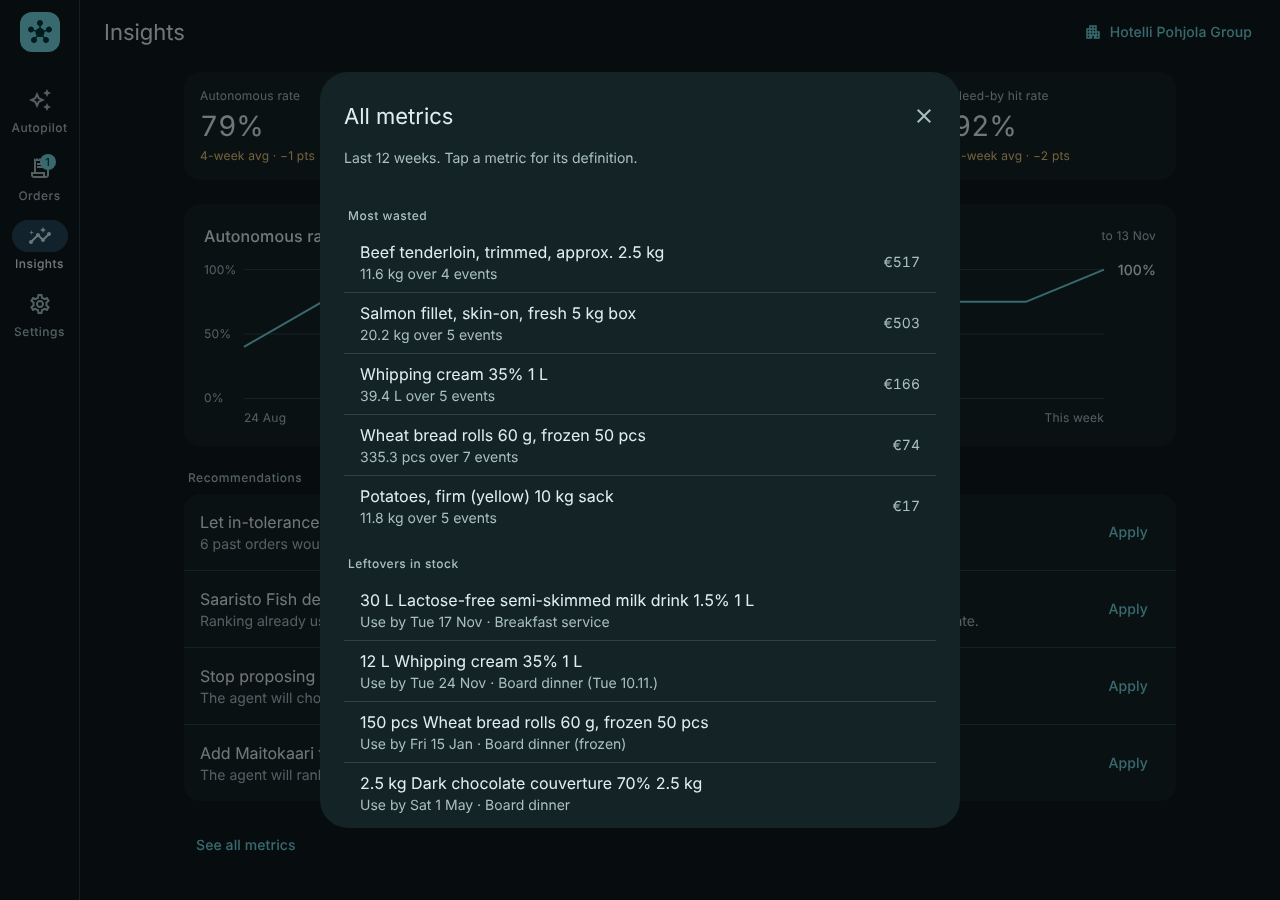 Insights
Hotelli Pohjola Group
Autopilot
1
Orders
Insights
Settings
Autonomous rate
79%
4-week avg · −1 pts
hit rate
92%
-week avg · −2 pts
Autonomous
to 13 Nov
100%
100%
50%
0%
24 Aug
This week
Recommendations
Let in-tolerance
6 past orders
Apply
Saaristo Fish
Ranking already
Apply
Stop proposing
The agent will
Apply
Add Maitokaari
The agent will
Apply
See all metrics
All metrics
Last 12 weeks. Tap a metric for its definition.
Most wasted
Beef tenderloin, trimmed, approx. 2.5 kg
11.6 kg over 4 events
€517
Salmon fillet, skin-on, fresh 5 kg box
20.2 kg over 5 events
€503
Whipping cream 35% 1 L
39.4 L over 5 events
€166
Wheat bread rolls 60 g, frozen 50 pcs
335.3 pcs over 7 events
€74
Potatoes, firm (yellow) 10 kg sack
11.8 kg over 5 events
€17
Leftovers in stock
30 L Lactose-free semi-skimmed milk drink 1.5% 1 L
Use by Tue 17 Nov · Breakfast service
12 L Whipping cream 35% 1 L
Use by Tue 24 Nov · Board dinner (Tue 10.11.)
150 pcs Wheat bread rolls 60 g, frozen 50 pcs
Use by Fri 15 Jan · Board dinner (frozen)
2.5 kg Dark chocolate couverture 70% 2.5 kg
Use by Sat 1 May · Board dinner